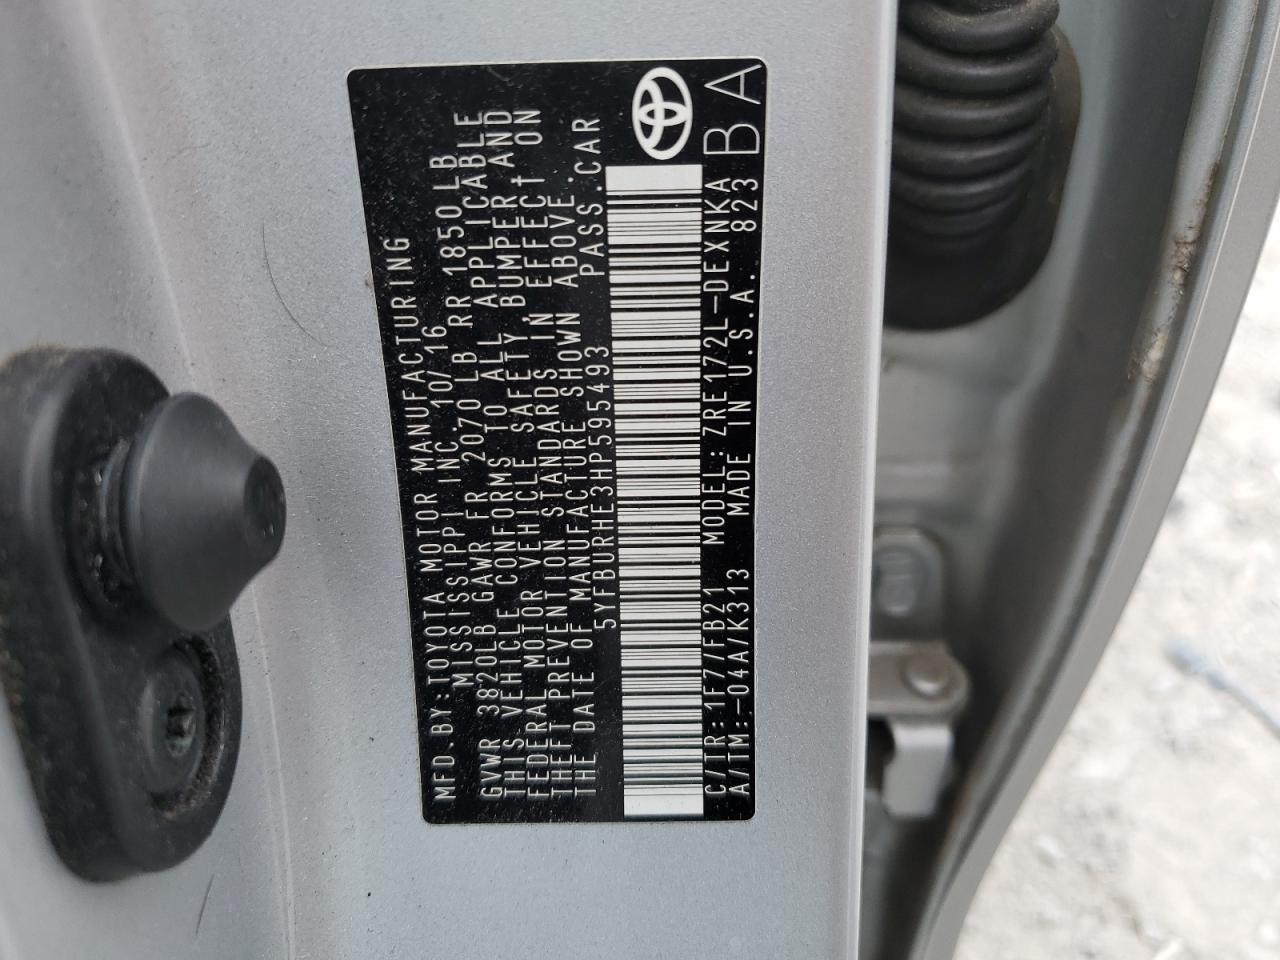 MFD.BY:TOYOTA MOTOR MANUFACTURING
MISSISSIPPI INC 10/16
GVWR 3820LB GAWR FR 2070 LB RR 1850LB
THIS VEHICLE CONFORMS TO ALL APPLICABLE
FEDERAL MOTOR VEHICLE SAFETY, BUMPER AND
THEFT PREVENTION STANDARDS IN EFFECT ON
THE DATE OF MANUFACTURE SHOWN ABOVE.
5YFBURHE3HP595493 PASS.CAR
C/TR:1F7/FB21 MODEL:ZRE172L-DEXNKA
A/TM:-04A/K313 MADE IN U.S.A. 823
BA